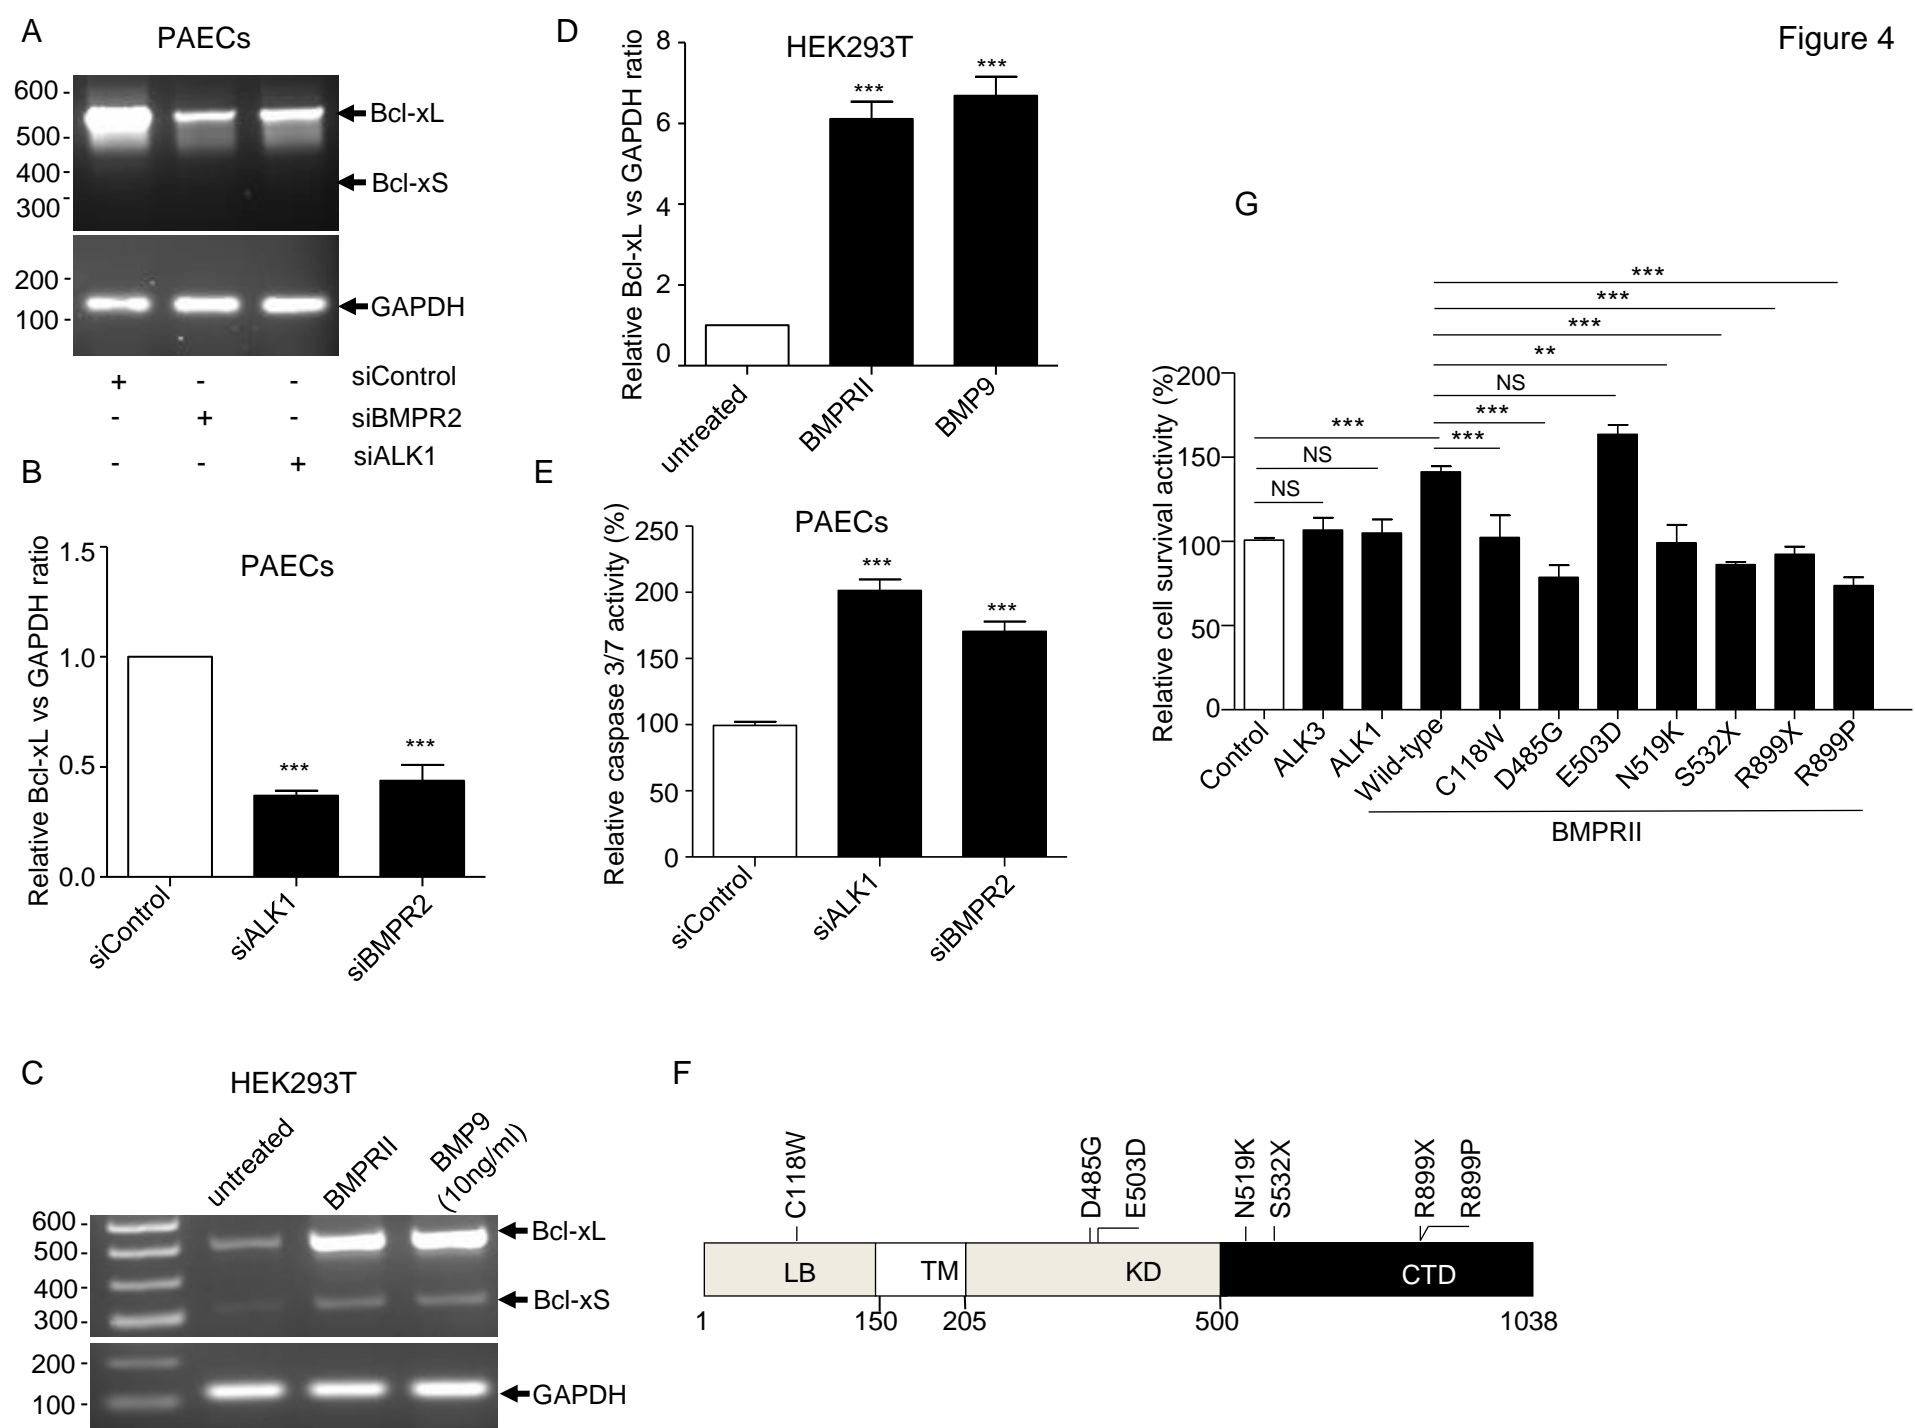 Figure 4
A
PAECs
600
500
400
300
Bcl-xL
Bcl-xS
200
100
GAPDH
+ - - siControl
- + - siBMPR2
- - + siALK1
B
PAECs
Relative Bcl-xL vs GAPDH ratio
1.5
1.0
0.5
0.0
***
***
siControl
siALK1
siBMPR2
C
HEK293T
untreated
BMPRII
BMP9
(10ng/ml)
600
500
400
300
Bcl-xL
Bcl-xS
200
100
GAPDH
D
HEK293T
Relative Bcl-xL vs GAPDH ratio
8
6
4
2
0
***
***
untreated
BMPRII
BMP9
E
PAECs
Relative caspase 3/7 activity (%)
250
200
150
100
50
0
***
***
siControl
siALK1
siBMPR2
F
C118W
D485G
E503D
N519K
S532X
R899X
R899P
LB
TM
KD
CTD
1
150
205
500
1038
G
Relative cell survival activity (%)
200
150
100
50
0
***
***
***
**
NS
***
***
***
NS
NS
Control
ALK3
ALK1
Wild-type
C118W
D485G
E503D
N519K
S532X
R899X
R899P
BMPRII